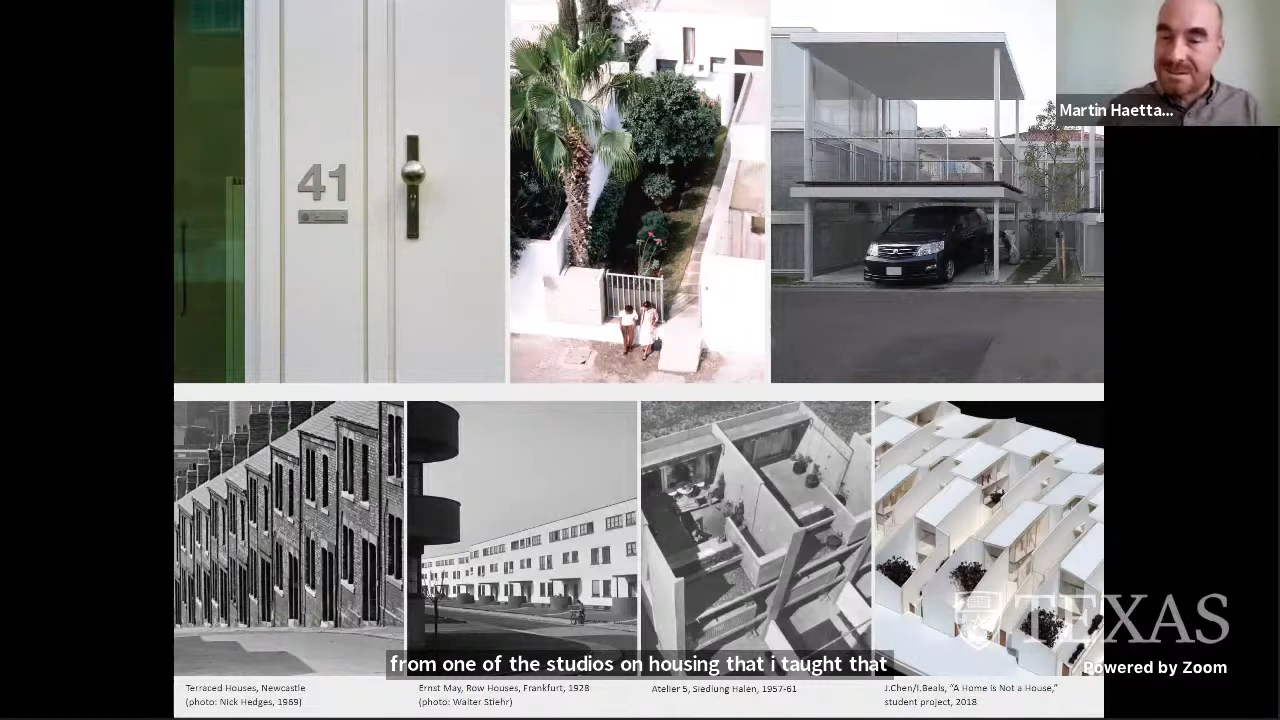 41
Martin Haetta...
TEXAS
from one of the studios on housing that i taught that
Powered by Zoom
Terraced Houses, Newcastle
(photo: Nick Hedges, 1969)
Ernst May, Row Houses, Frankfurt, 1928
(photo: Walter Stiehr)
Atelier 5, Siedlung Halen, 1957-61
J.Chen/I.Beals, "A Home Is Not a House,"
student project, 2018